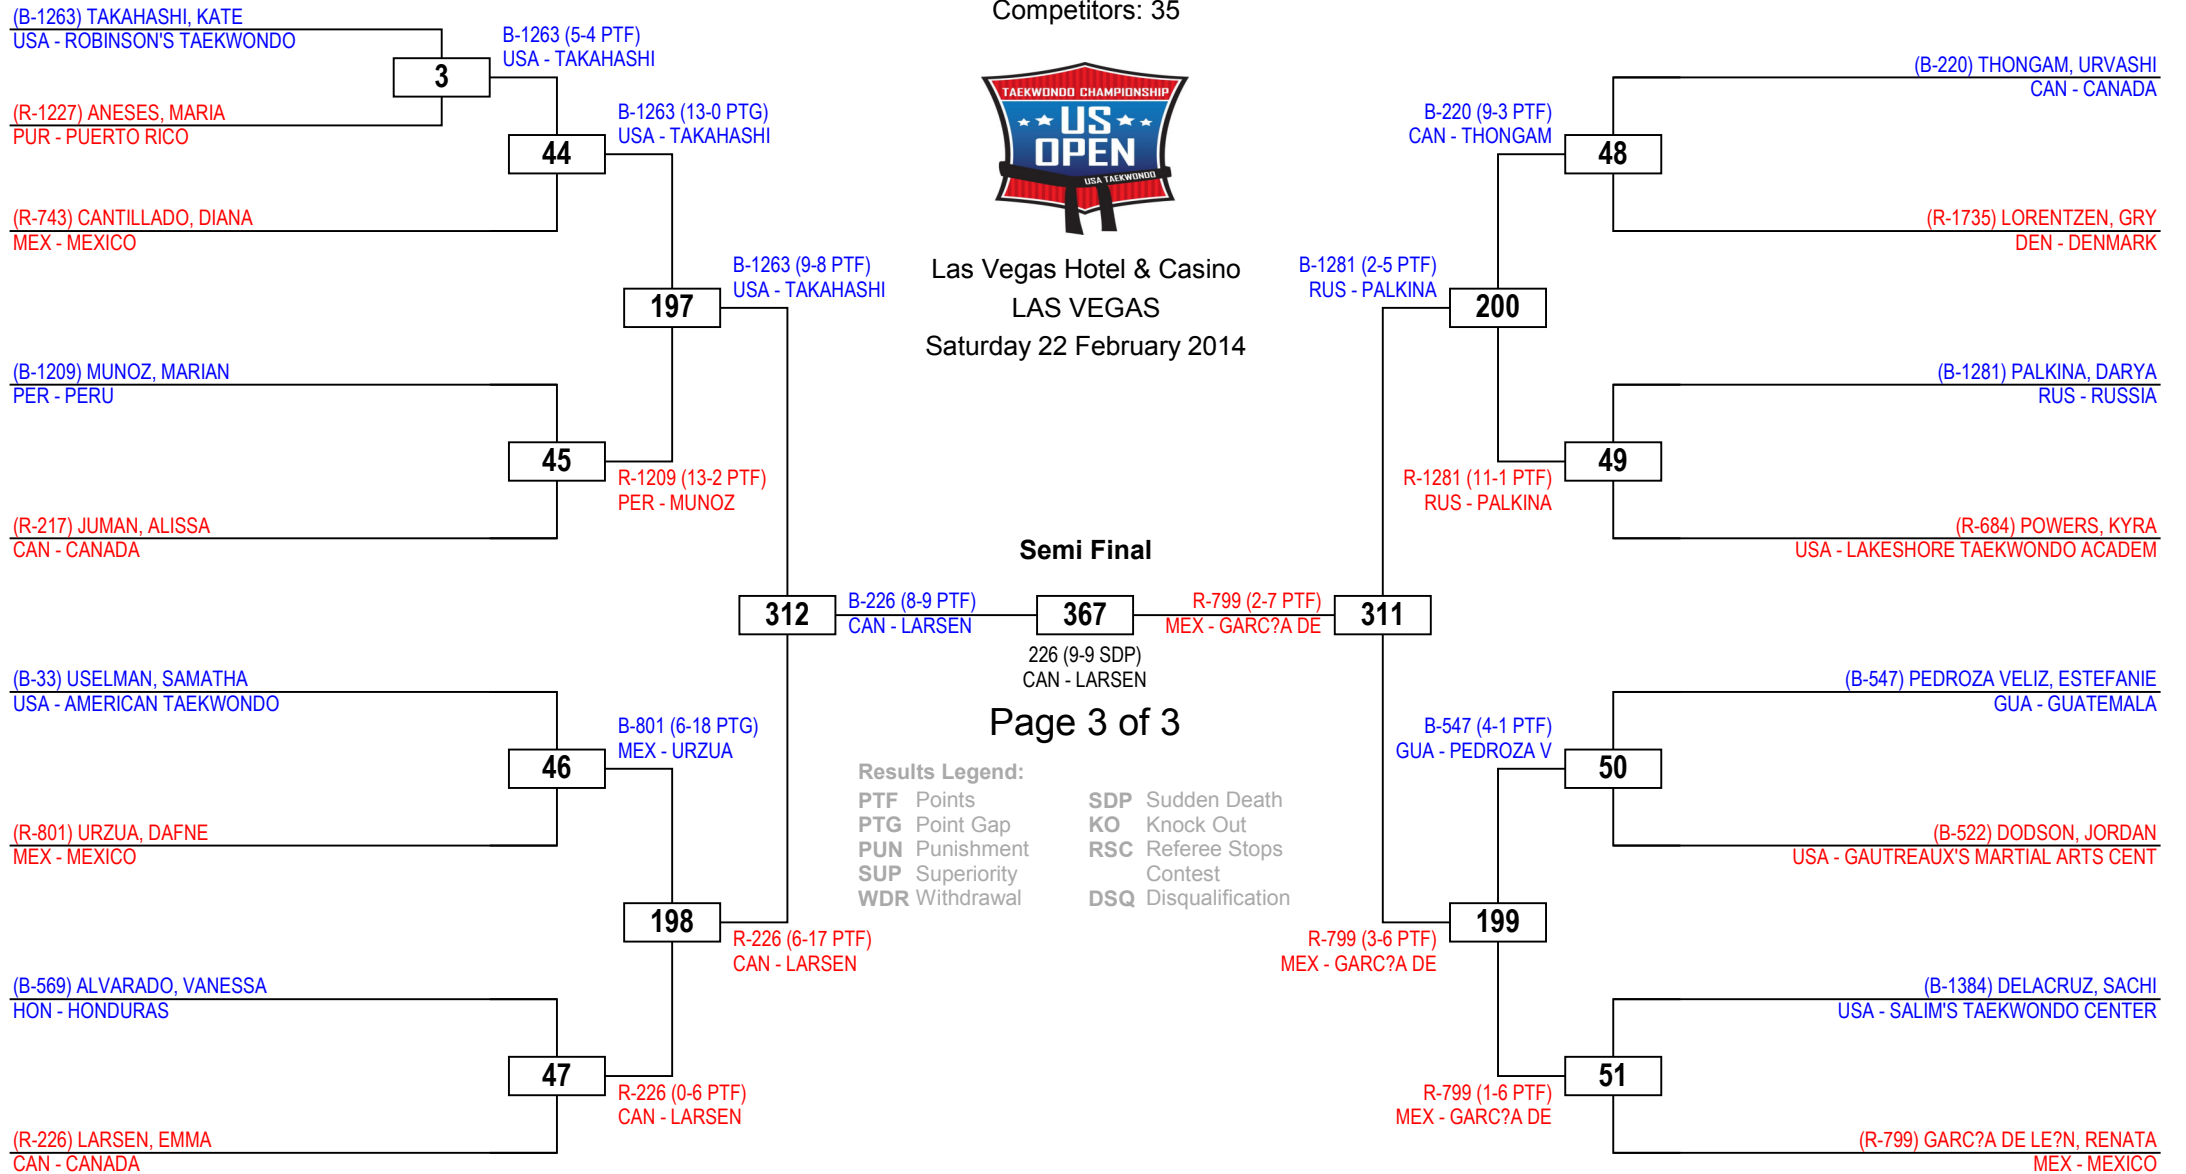 Competitors: 35
TAEKWONDO CHAMPIONSHIP
US
OPEN
USA TAEKWONDO
Las Vegas Hotel & Casino
LAS VEGAS
Saturday 22 February 2014
(B-1263) TAKAHASHI, KATE
USA - ROBINSON'S TAEKWONDO
3
(R-1227) ANESES, MARIA
PUR - PUERTO RICO
B-1263 (5-4 PTF)
USA - TAKAHASHI
44
(R-743) CANTILLADO, DIANA
MEX - MEXICO
B-1263 (13-0 PTG)
USA - TAKAHASHI
197
B-1263 (9-8 PTF)
USA - TAKAHASHI
(B-1209) MUNOZ, MARIAN
PER - PERU
45
R-1209 (13-2 PTF)
PER - MUNOZ
(R-217) JUMAN, ALISSA
CAN - CANADA
312
B-226 (8-9 PTF)
CAN - LARSEN
(B-33) USELMAN, SAMATHA
USA - AMERICAN TAEKWONDO
46
B-801 (6-18 PTG)
MEX - URZUA
(R-801) URZUA, DAFNE
MEX - MEXICO
198
R-226 (6-17 PTF)
CAN - LARSEN
(B-569) ALVARADO, VANESSA
HON - HONDURAS
47
R-226 (0-6 PTF)
CAN - LARSEN
(R-226) LARSEN, EMMA
CAN - CANADA
Semi Final
367
226 (9-9 SDP)
CAN - LARSEN
Page 3 of 3
Results Legend:
PTF Points
PTG Point Gap
PUN Punishment
SUP Superiority
WDR Withdrawal
SDP Sudden Death
KO Knock Out
RSC Referee Stops
Contest
DSQ Disqualification
(B-220) THONGAM, URVASHI
CAN - CANADA
B-220 (9-3 PTF)
CAN - THONGAM
48
(R-1735) LORENTZEN, GRY
DEN - DENMARK
B-1281 (2-5 PTF)
RUS - PALKINA
200
(B-1281) PALKINA, DARYA
RUS - RUSSIA
49
R-1281 (11-1 PTF)
RUS - PALKINA
(R-684) POWERS, KYRA
USA - LAKESHORE TAEKWONDO ACADEM
R-799 (2-7 PTF)
MEX - GARC?A DE
311
(B-547) PEDROZA VELIZ, ESTEFANIE
GUA - GUATEMALA
B-547 (4-1 PTF)
GUA - PEDROZA V
50
(B-522) DODSON, JORDAN
USA - GAUTREAUX'S MARTIAL ARTS CENT
199
R-799 (3-6 PTF)
MEX - GARC?A DE
(B-1384) DELACRUZ, SACHI
USA - SALIM'S TAEKWONDO CENTER
51
R-799 (1-6 PTF)
MEX - GARC?A DE
(R-799) GARC?A DE LE?N, RENATA
MEX - MEXICO